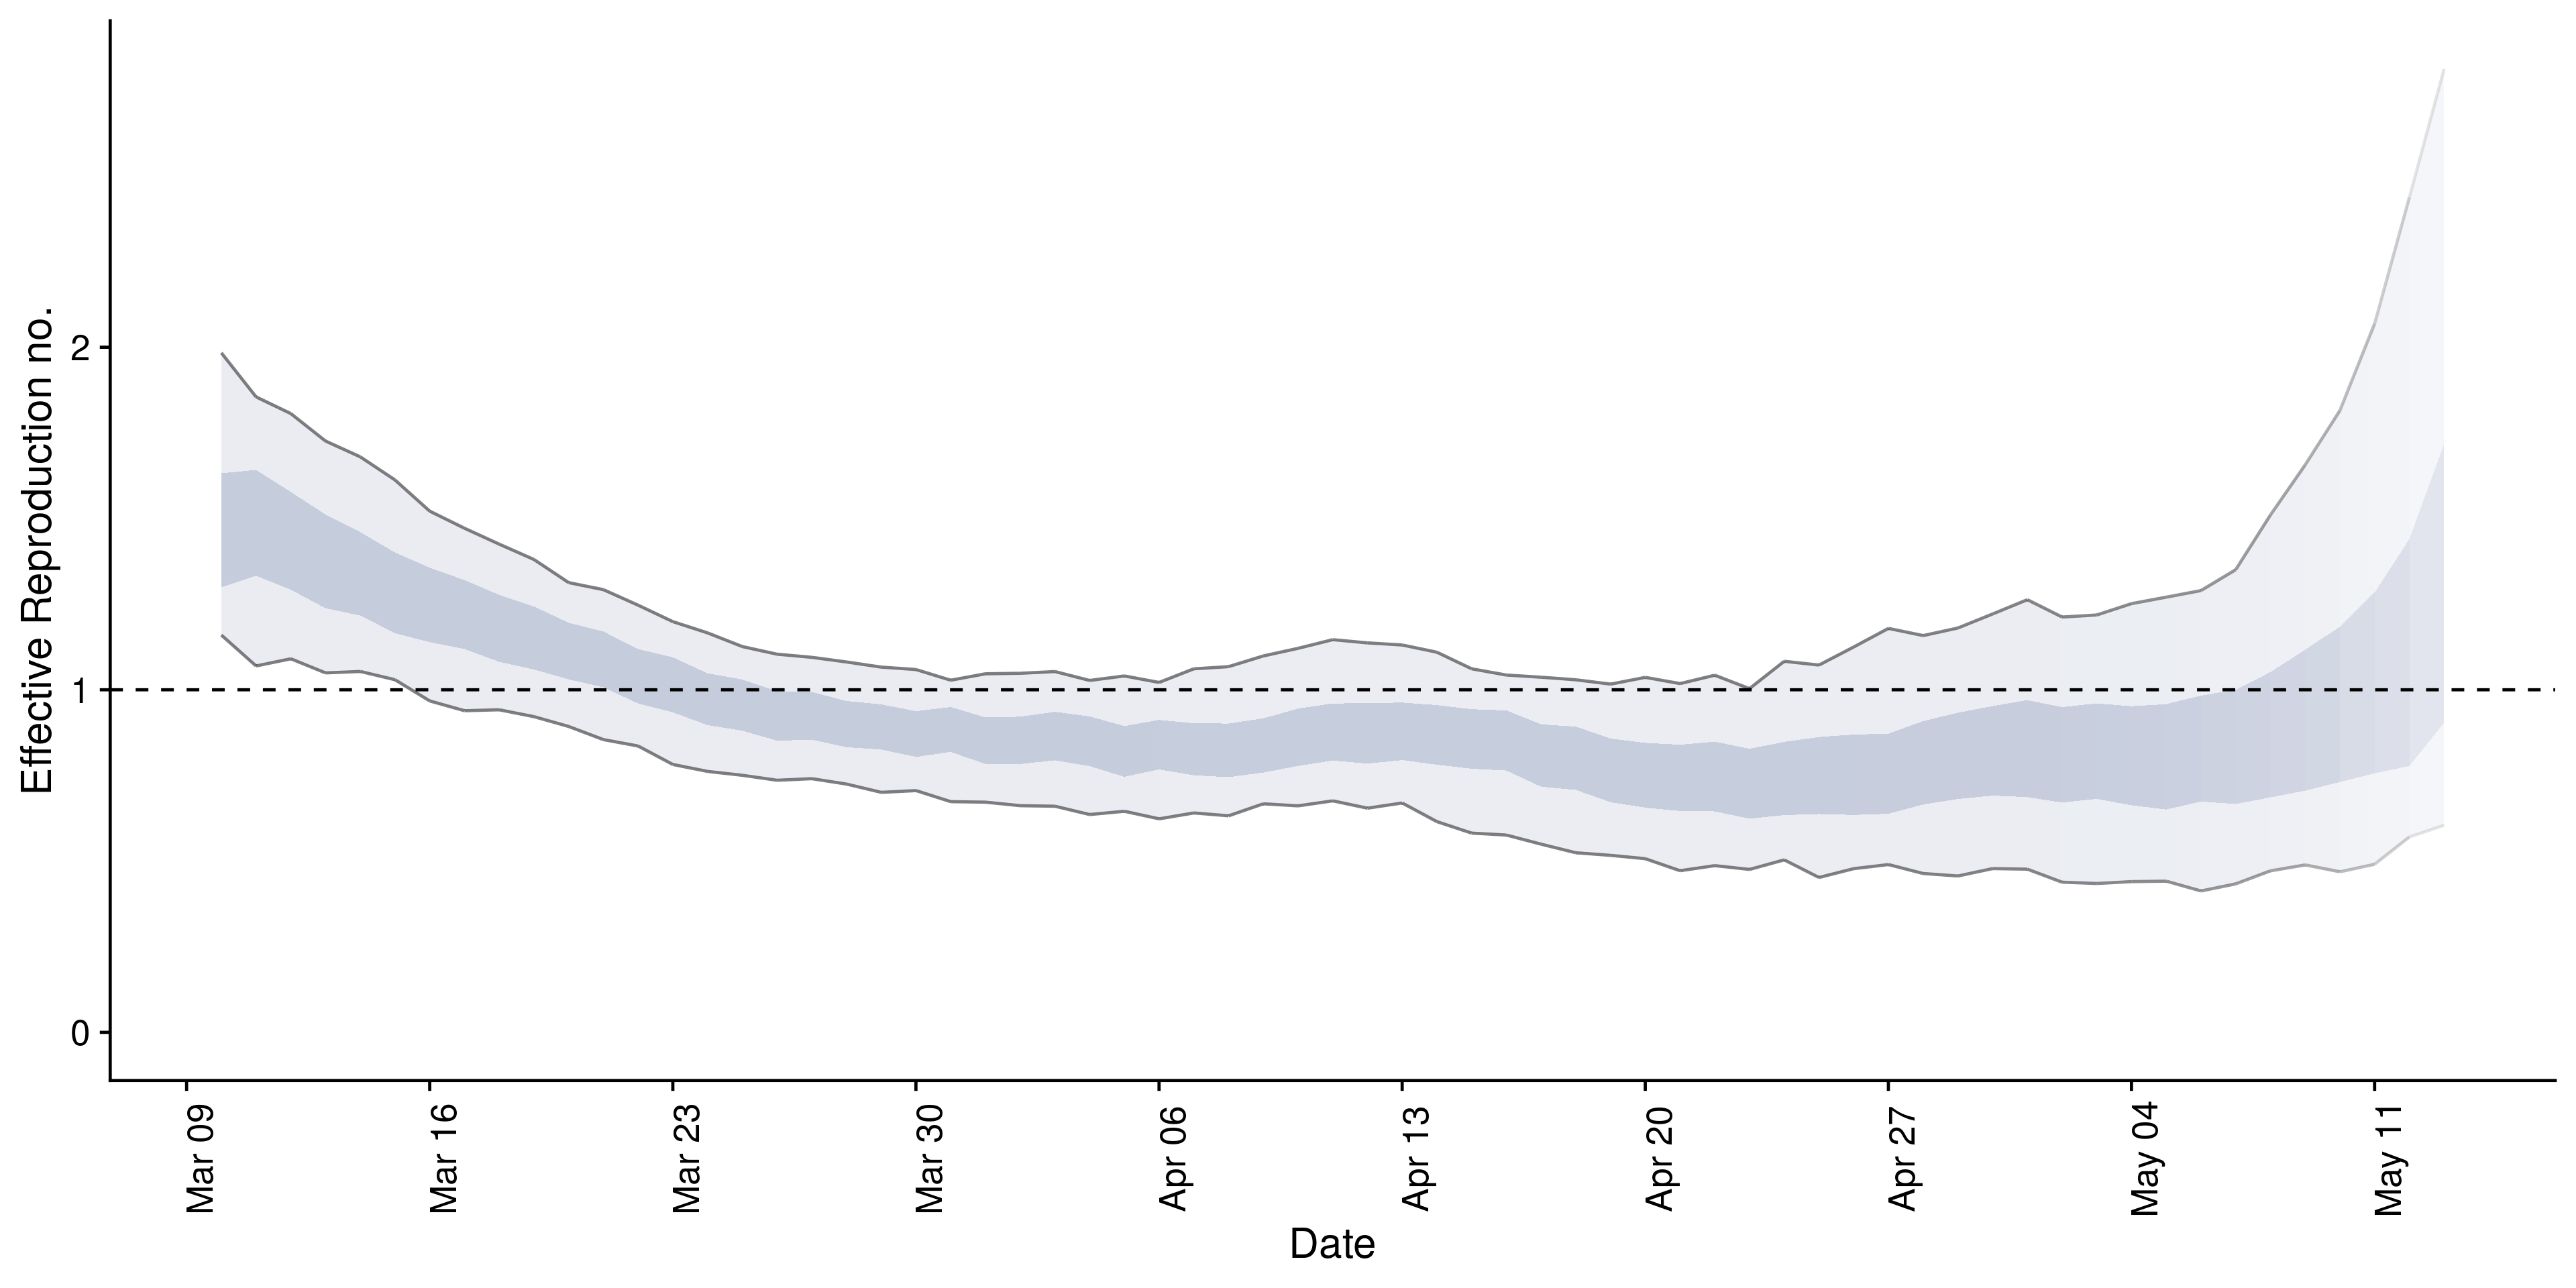 Effective Reproduction no.
2
1
0
Mar 09
Mar 16
Mar 23
Mar 30
Apr 06
Apr 13
Apr 20
Apr 27
May 04
May 11
Date